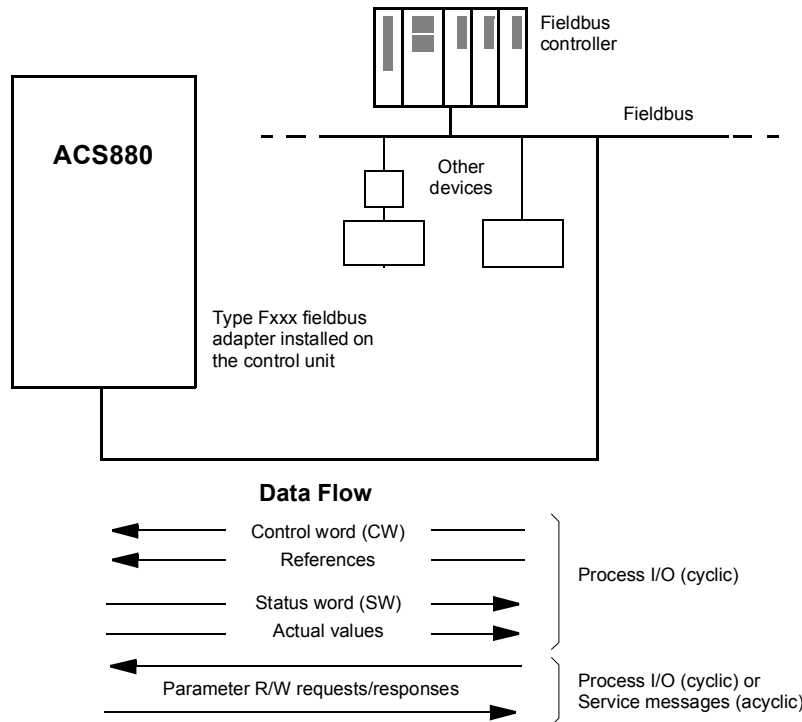 Fieldbus
controller
Fieldbus
ACS880
Other
devices
Type Fxxx fieldbus
adapter installed on
the control unit
Data Flow
Control word (CW)
References
Process I/O (cyclic)
Status word (SW)
Actual values
Parameter R/W requests/responses
Process I/O (cyclic) or
Service messages (acyclic)